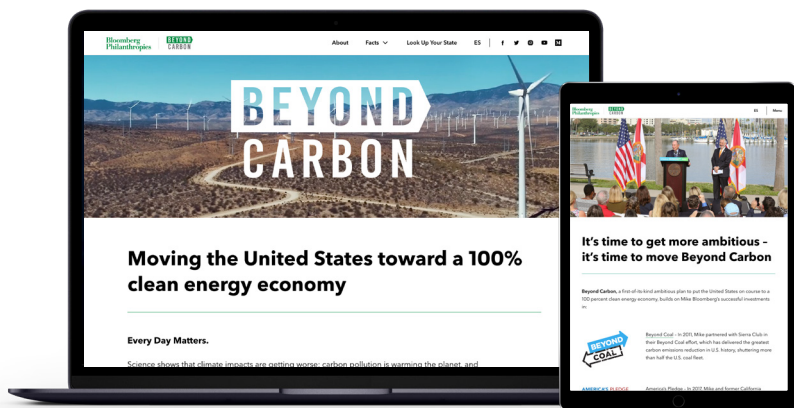 Bloomberg
Philanthropies
BEYOND
CARBON
About
Facts
Look Up Your State
ES
BEYOND
CARBON
Moving the United States toward a 100%
clean energy economy
Every Day Matters.
Science shows that climate impacts are getting worse: carbon pollution is warming the planet, and
Bloomberg
Philanthropies
BEYOND
CARBON
ES
Menu
It's time to get more ambitious –
it's time to move Beyond Carbon
Beyond Carbon, a first-of-its-kind ambitious plan to put the United States on course to a
100 percent clean energy economy, builds on Mike Bloomberg's successful investments
in:
BEYOND
COAL
Beyond Coal - In 2011, Mike partnered with Sierra Club in
their Beyond Coal effort, which has delivered the greatest
carbon emissions reduction in U.S. history, shuttering more
than half the U.S. coal fleet.
AMERICA'S PLEDGE
America's Pledge - In 2017, Mike and former California